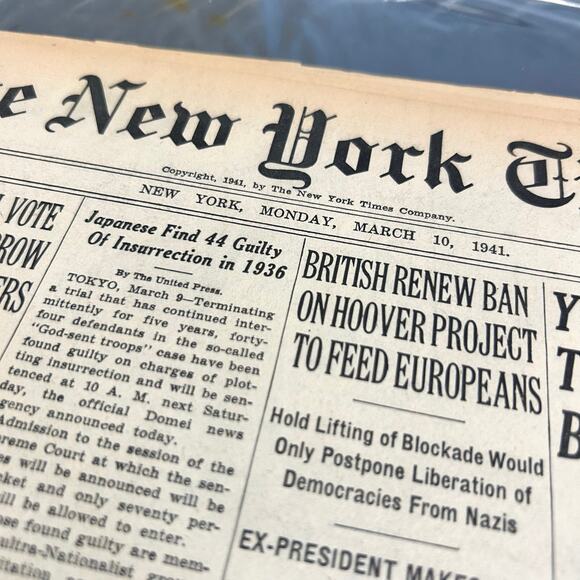 New York
Copyright, 1941, by The New York Times Company.
NEW YORK, MONDAY, MARCH 10, 1941.
VOTE
Japanese Find 44 Guilty
Of Insurrection in 1936
By The United Press.
TOKYO, March 9—Terminating
a trial that has continued inter-
mittently for five years, forty-
four defendants in the so-called
"God-sent troops" case have been
found guilty on charges of plot-
ting insurrection and will be sen-
tenced at 10 A. M. next Satur-
day, the official Domei news
agency announced today.
Admission to the session of the
Supreme Court at which the sen-
will be announced will be
and only seventy per-
will be allowed to enter.
found guilty are mem-
ultra-Nationalist
BRITISH RENEW BAN
ON HOOVER PROJECT
TO FEED EUROPEANS
Hold Lifting of Blockade Would
Only Postpone Liberation of
Democracies From Nazis
EX-PRESIDENT